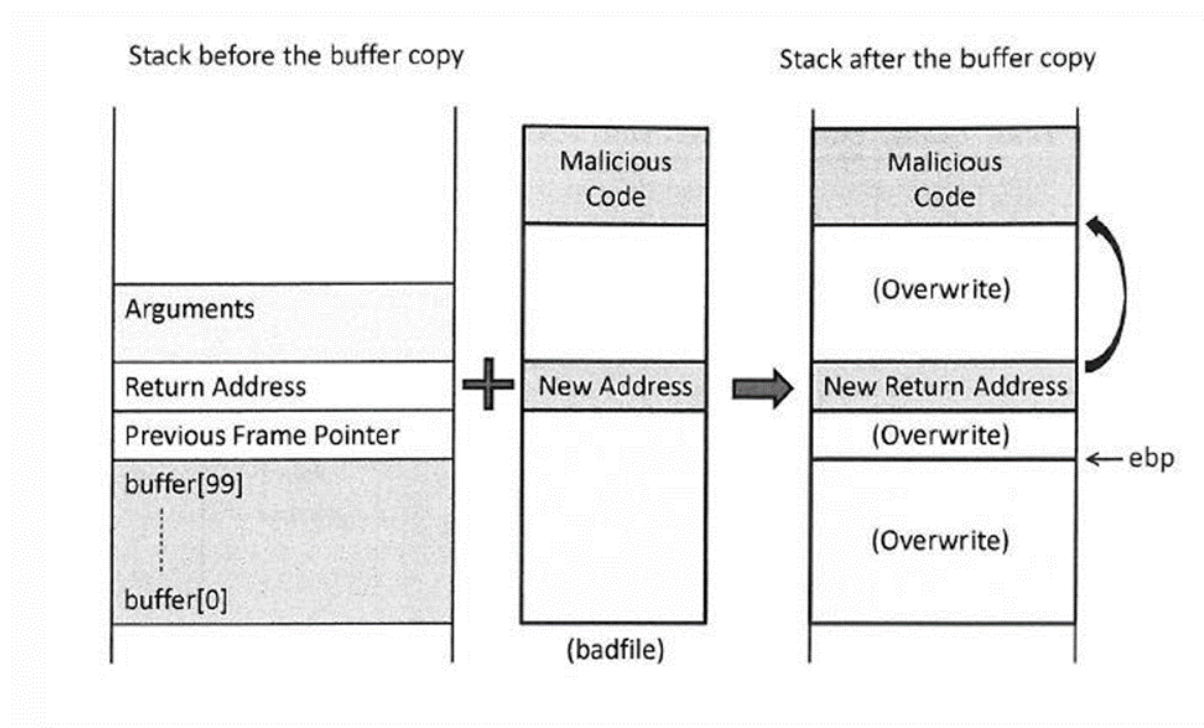 Stack before the buffer copy
Stack after the buffer copy
Arguments
Return Address
Previous Frame Pointer
buffer[99]
buffer[0]
Malicious
Code
New Address
(badfile)
Malicious
Code
(Overwrite)
New Return Address
(Overwrite)
ebp
(Overwrite)